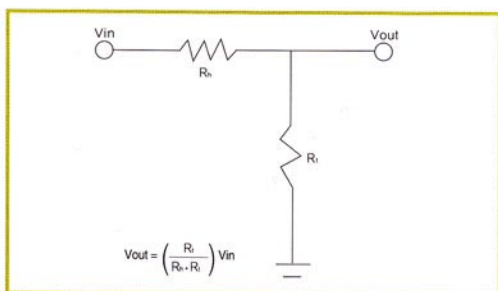 Vin
Vout
Rh
Rl
Vout = (Rl / Rh + Rl) Vin